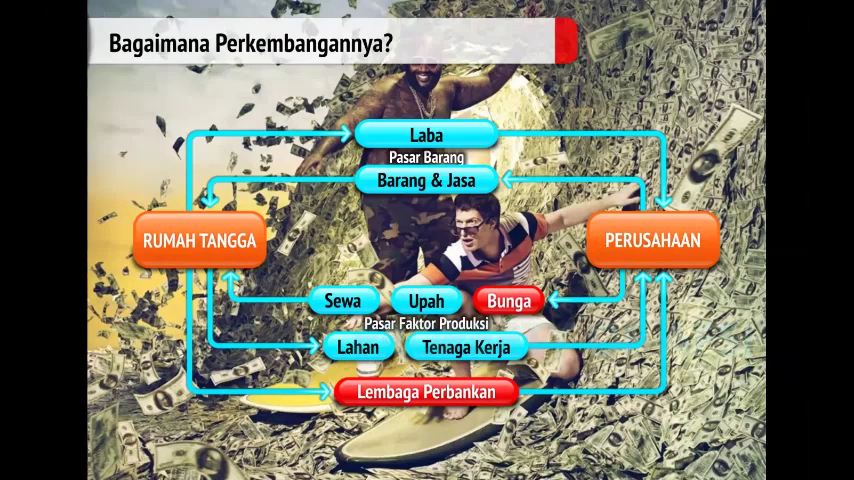 Bagaimana Perkembangannya?
Laba
Pasar Barang
Barang & Jasa
RUMAH TANGGA
PERUSAHAAN
Sewa
Upah
Bunga
Pasar Faktor Produksi
Lahan
Tenaga Kerja
Lembaga Perbankan